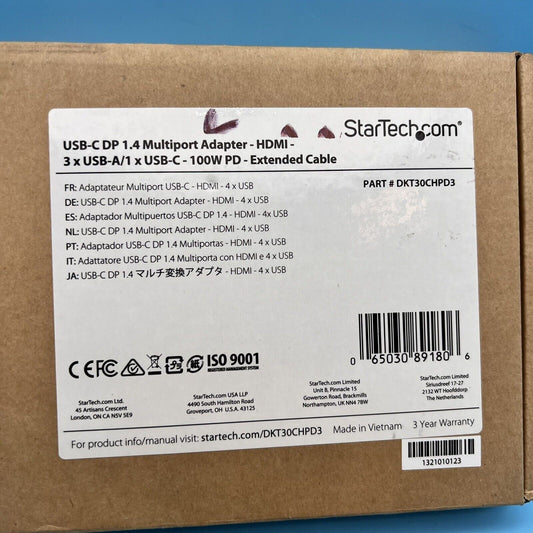 USB-C DP 1.4 Multiport Adapter - HDMI -
3 x USB-A/1 x USB-C - 100W PD - Extended Cable
StarTech.com
FR: Adaptateur Multiport USB-C - HDMI - 4 x USB
DE: USB-C DP 1.4 Multiport Adapter - HDMI - 4 x USB
ES: Adaptador Multipuertos USB-C DP 1.4 - HDMI - 4x USB
NL: USB-C DP 1.4 Multiport Adapter - HDMI - 4 x USB
PT: Adaptador USB-C DP 1.4 Multiportas - HDMI - 4 x USB
IT: Adattatore USB-C DP 1.4 Multiporta con HDMI e 4 x USB
JA: USB-C DP 1.4 マルチ変換アダプタ - HDMI - 4 x USB
PART # DKT30CHPD3
0 65030 89180 6
CE FC ISO 9001
REGISTERED MANAGEMENT SYSTEM
StarTech.com Ltd.
45 Artisans Crescent
London, ON CA N5V 5E9
StarTech.com USA LLP
4490 South Hamilton Road
Groveport, OH U.S.A. 43125
StarTech.com Limited
Unit B, Pinnacle 15
Gowerton Road, Brackmills
Northampton, UK NN4 7BW
StarTech.com Limited
Siriusdreef 17-27
2132 WT Hoofddorp
The Netherlands
For product info/manual visit: startech.com/DKT30CHPD3
Made in Vietnam
3 Year Warranty
1321010123